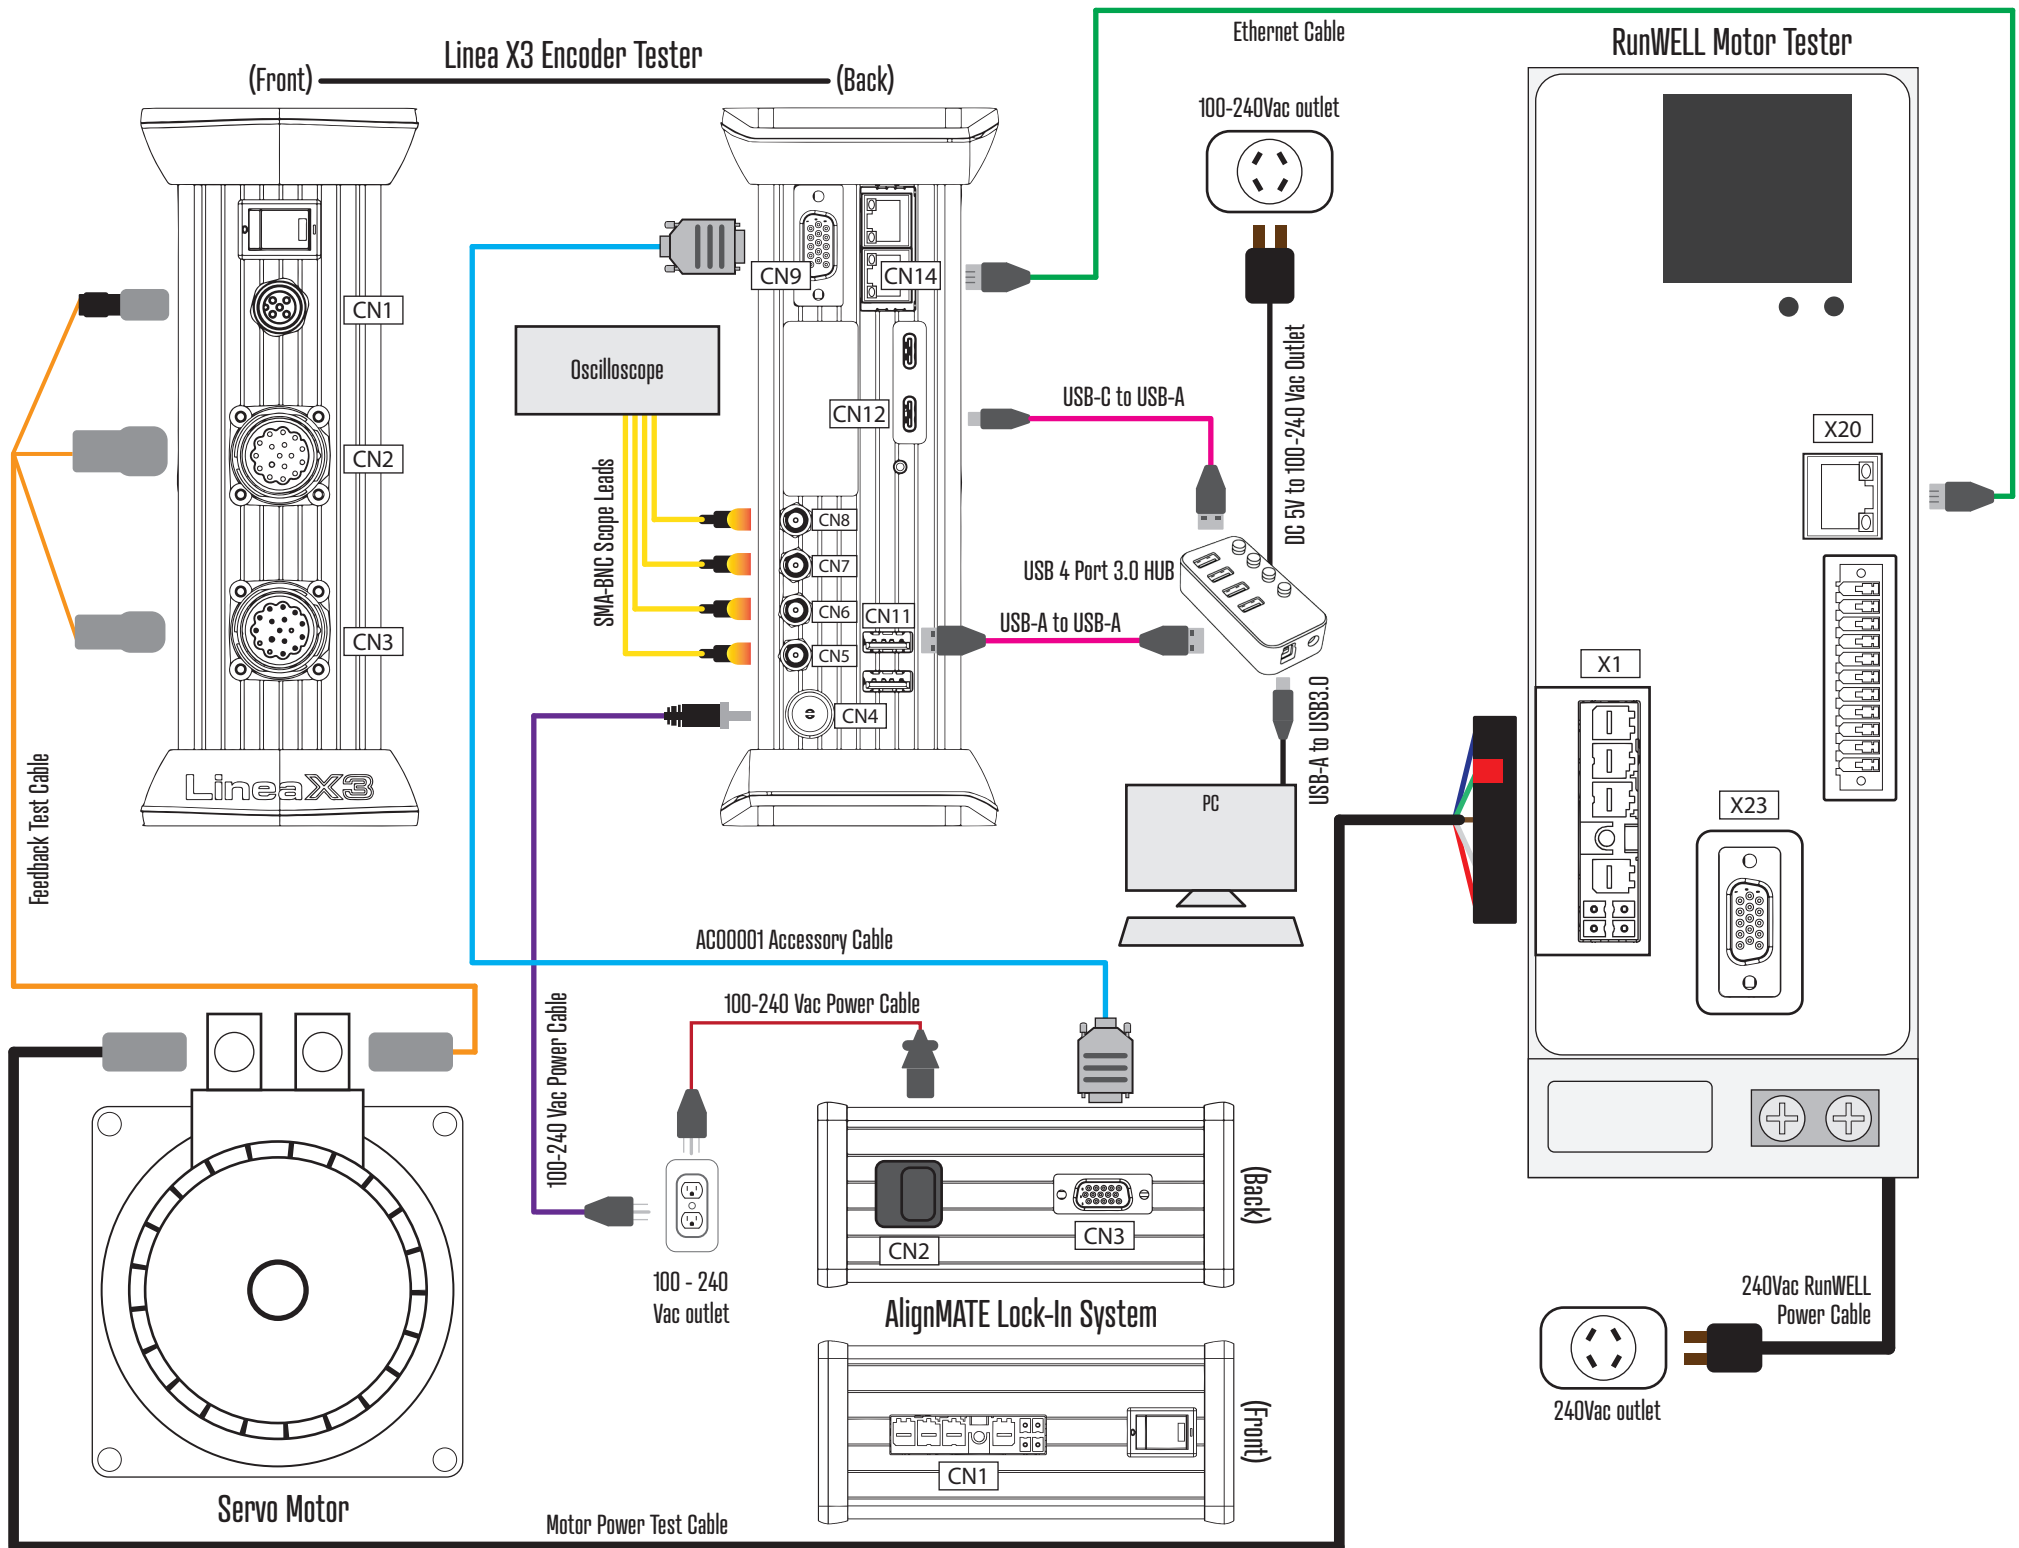 Ethernet Cable
RunWELL Motor Tester
Linea X3 Encoder Tester
(Front)
(Back)
100-240Vac outlet
CN9
CN14
CN1
Oscilloscope
DC 5V to 100-240 Vac Outlet
USB-C to USB-A
CN12
X20
CN2
SMA-BNC Scope Leads
CN8
CN7
USB 4 Port 3.0 HUB
CN6
CN11
USB-A to USB-A
CN3
CN5
X1
CN4
USB-A to USB3.0
LineaX3
PC
X23
Feedback Test Cable
AC00001 Accessory Cable
100-240 Vac Power Cable
100-240 Vac Power Cable
(Back)
CN2
CN3
100 - 240
Vac outlet
240Vac RunWELL
Power Cable
AlignMATE Lock-In System
240Vac outlet
(Front)
CN1
Servo Motor
Motor Power Test Cable